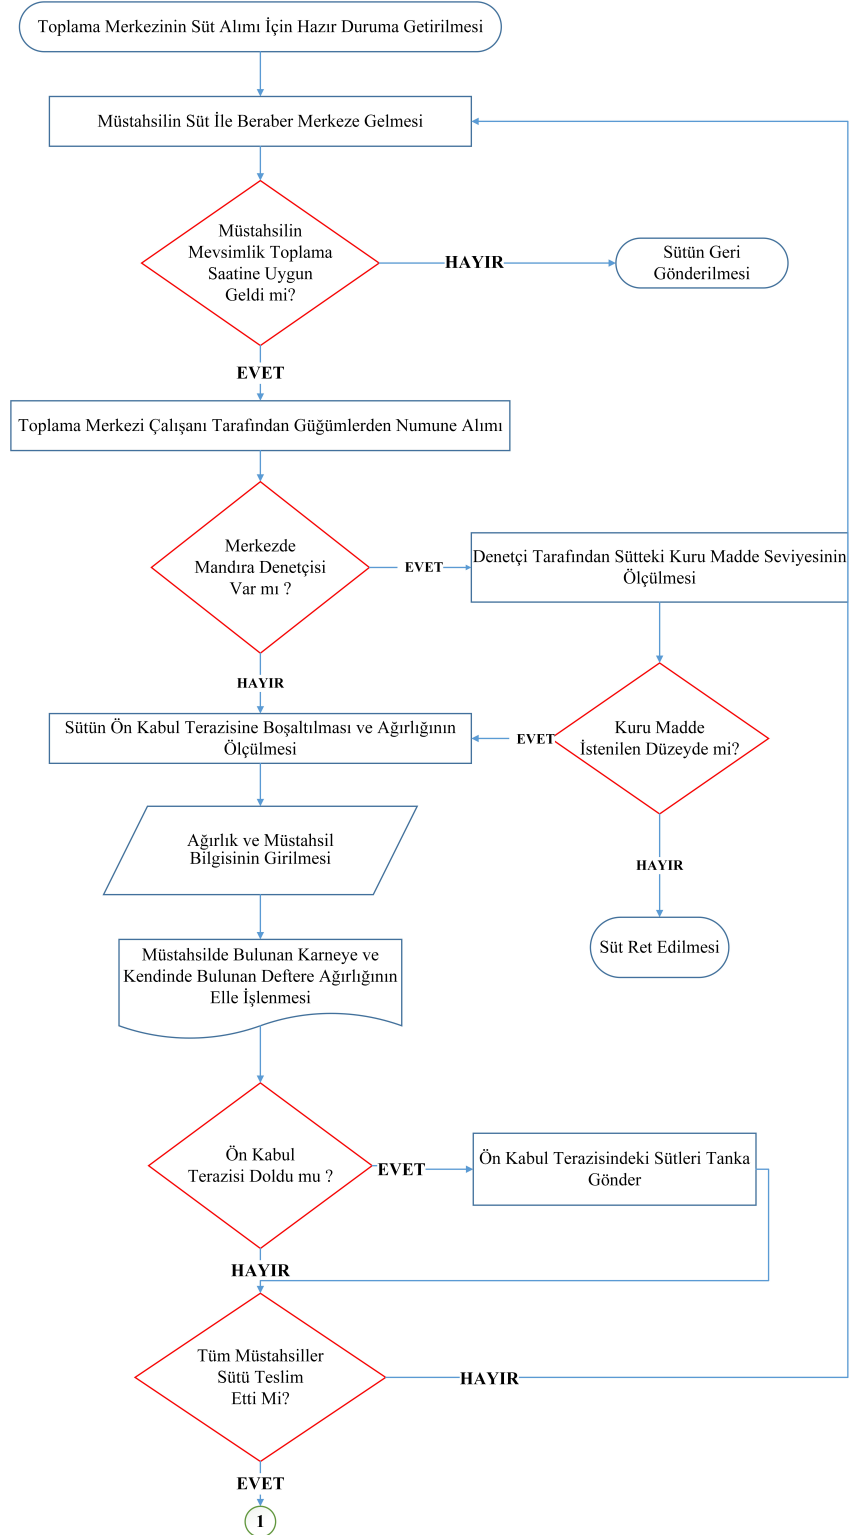 Toplama Merkezinin Süt Alımı İçin Hazır Duruma Getirilmesi
Müstahsilin Süt İle Beraber Merkeze Gelmesi
Müstahsilin
Mevsimlik Toplama
Saatine Uygun
Geldi mi?
HAYIR
Sütün Geri
Gönderilmesi
EVET
Toplama Merkezi Çalışanı Tarafından Güğümlerden Numune Alımı
Merkezde
Mandıra Denetçisi
Var mı ?
EVET
Denetçi Tarafından Sütteki Kuru Madde Seviyesinin
Ölçülmesi
HAYIR
Sütün Ön Kabul Terazisine Boşaltılması ve Ağırlığının
Ölçülmesi
EVET
Kuru Madde
İstenilen Düzeyde mi?
HAYIR
Süt Ret Edilmesi
Ağırlık ve Müstahsil
Bilgisinin Girilmesi
Müstahsilde Bulunan Karneye ve
Kendinde Bulunan Deftere Ağırlığının
Elle İşlenmesi
Ön Kabul
Terazisi Doldu mu ?
EVET
Ön Kabul Terazisindeki Sütleri Tanka
Gönder
HAYIR
Tüm Müstahsiller
Sütü Teslim
Etti Mi?
HAYIR
EVET
1